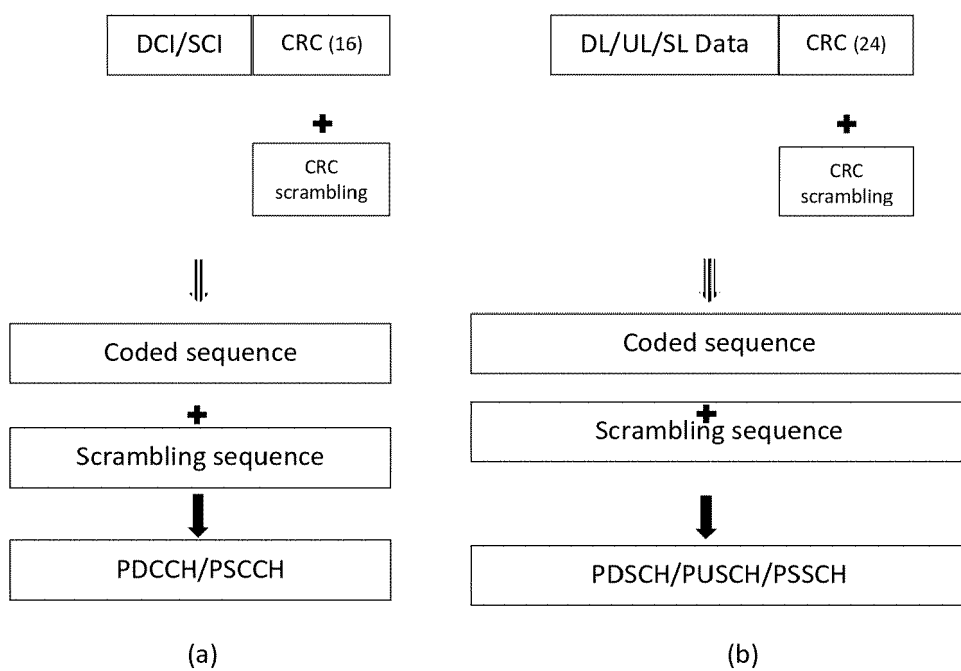 DCI/SCI
CRC (16)
+
CRC
scrambling
Coded sequence
+
Scrambling sequence
PDCCH/PSCCH
(a)
DL/UL/SL Data
CRC (24)
+
CRC
scrambling
Coded sequence
+
Scrambling sequence
PDSCH/PUSCH/PSSCH
(b)